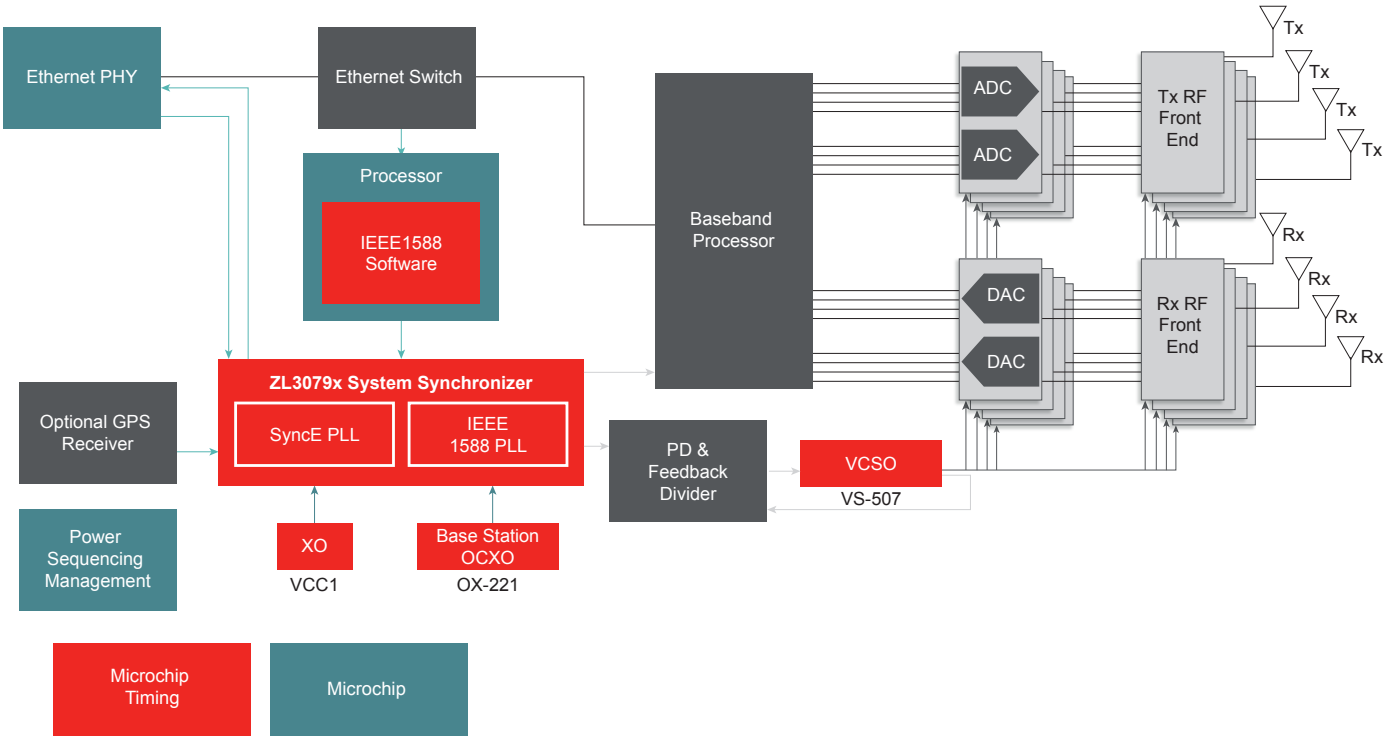 Ethernet PHY
Ethernet Switch
Processor
IEEE1588
Software
ZL3079x System Synchronizer
SyncE PLL
IEEE
1588 PLL
Optional GPS
Receiver
Power
Sequencing
Management
XO
VCC1
Base Station
OCXO
OX-221
PD &
Feedback
Divider
VCSO
VS-507
Baseband
Processor
ADC
ADC
DAC
DAC
Tx RF
Front
End
Rx RF
Front
End
Tx
Tx
Tx
Tx
Rx
Rx
Rx
Rx
Microchip
Timing
Microchip